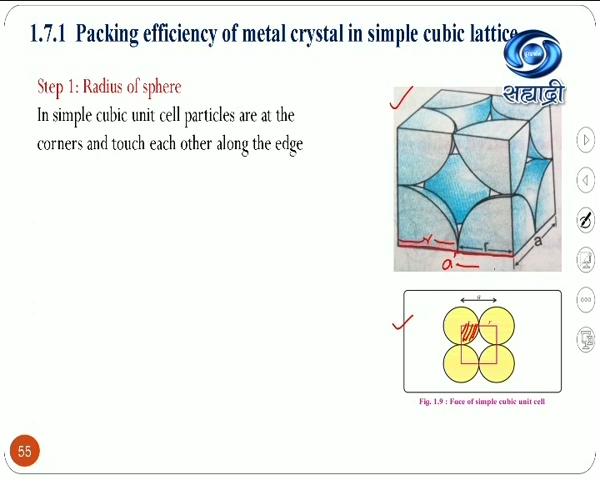 1.7.1 Packing efficiency of metal crystal in simple cubic lattice
सह्याद्री
Step 1: Radius of sphere
In simple cubic unit cell particles are at the
corners and touch each other along the edge
r
r
a
a
a
Fig. 1.9 : Face of simple cubic unit cell
55